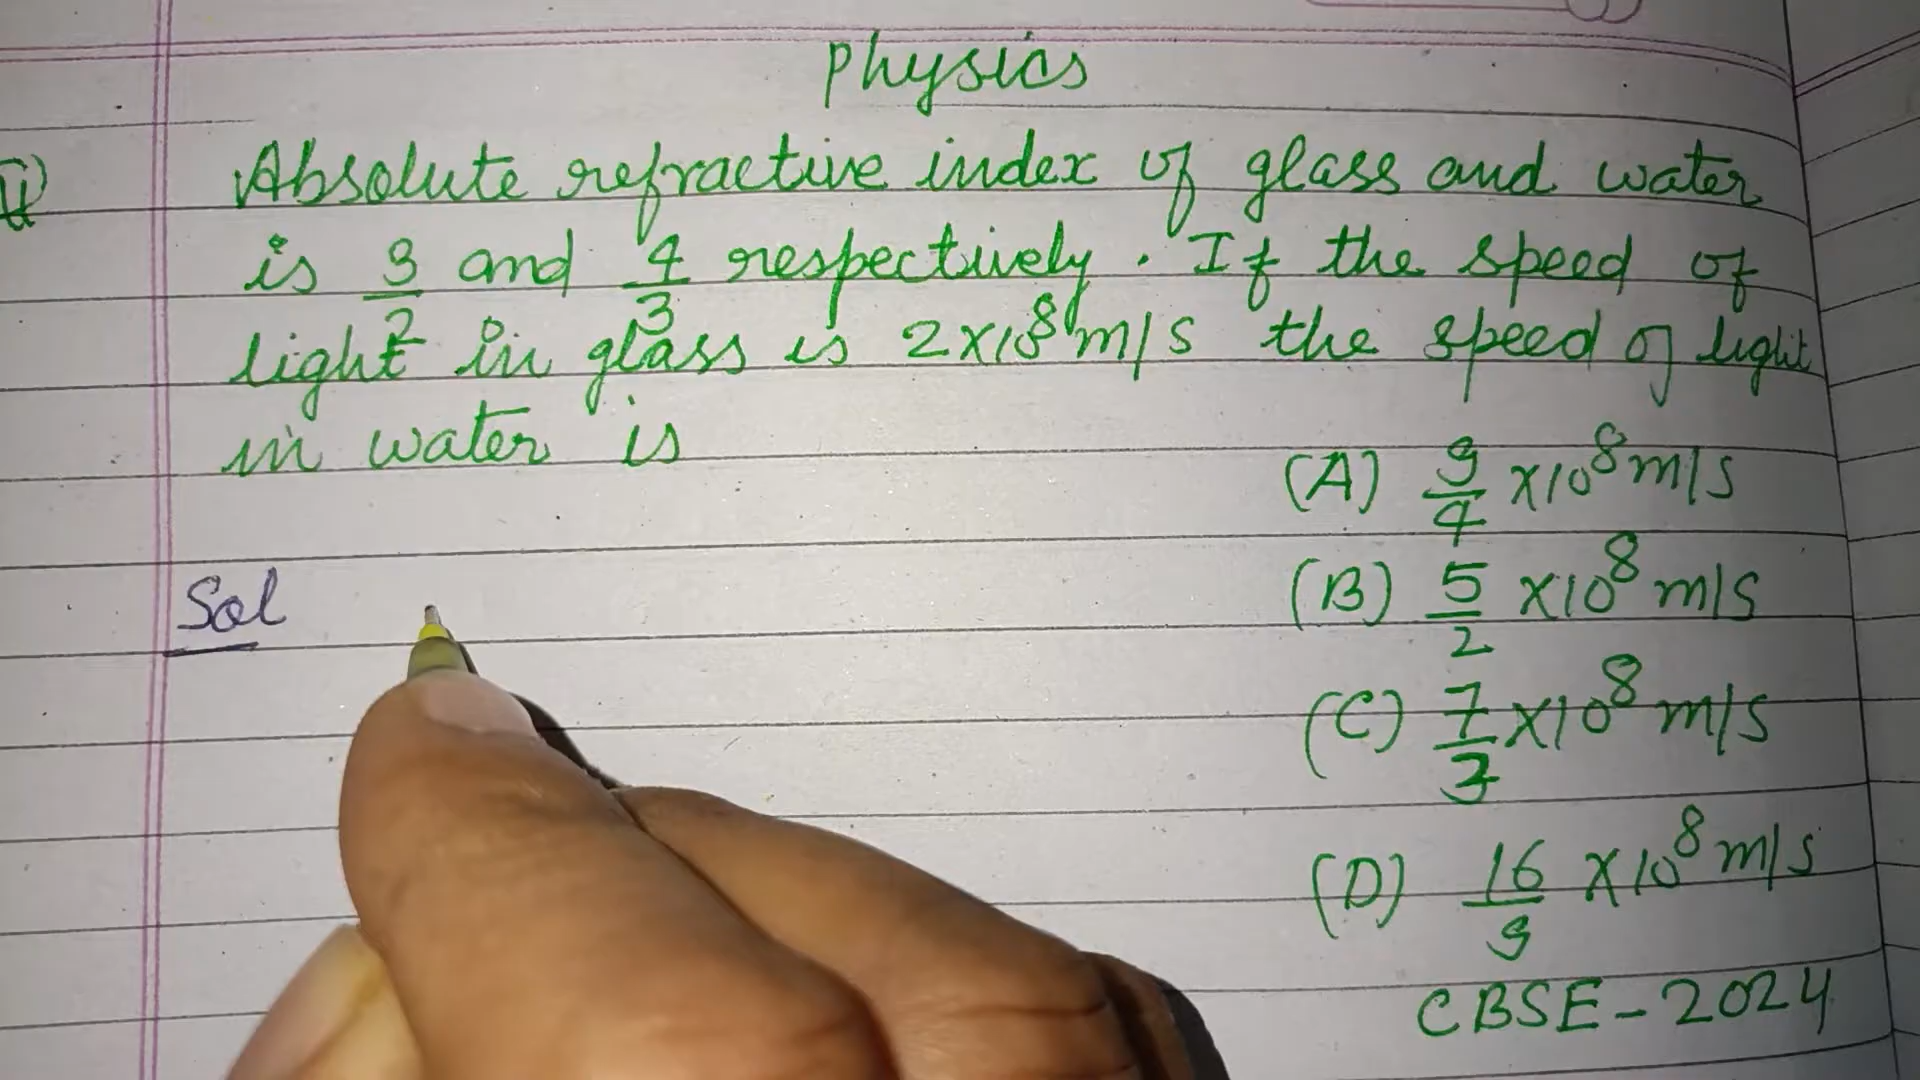 Physics
Q) Absolute refractive index of glass and water
is 3/2 and 4/3 respectively. If the speed of
light in glass is 2×10⁸ m/s the speed of light
in water is
(A) 9/4 ×10⁸ m/s
(B) 5/2 ×10⁸ m/s
Sol
(C) 7/3 ×10⁸ m/s
(D) 16/9 ×10⁸ m/s
CBSE-2024